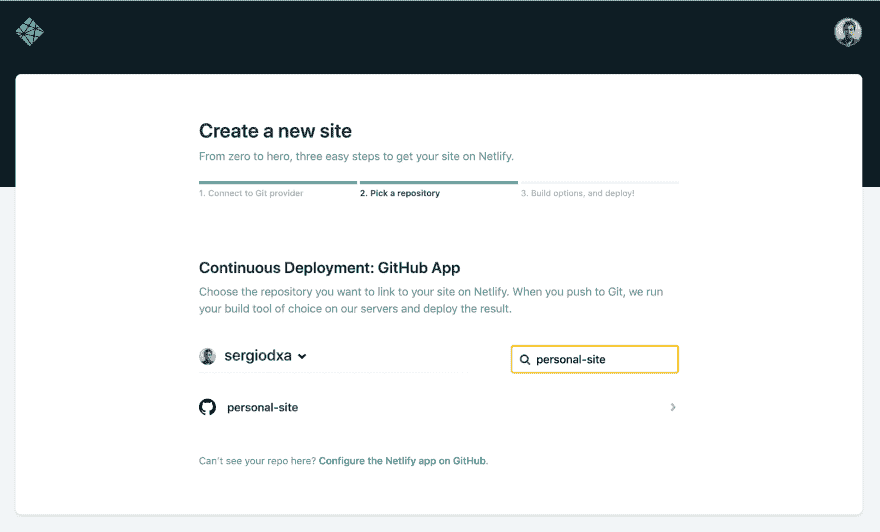 Create a new site
From zero to hero, three easy steps to get your site on Netlify.
1. Connect to Git provider
2. Pick a repository
3. Build options, and deploy!
Continuous Deployment: GitHub App
Choose the repository you want to link to your site on Netlify. When you push to Git, we run
your build tool of choice on our servers and deploy the result.
sergiodxa
personal-site
personal-site
Can't see your repo here? Configure the Netlify app on GitHub.